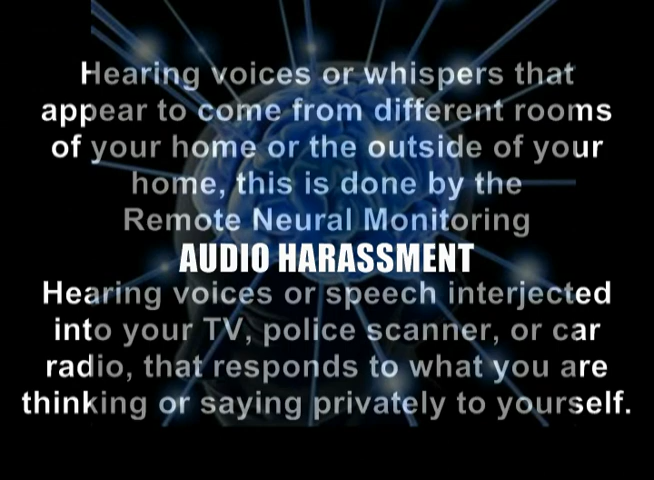 Hearing voices or whispers that
appear to come from different rooms
of your home or the outside of your
home, this is done by the
Remote Neural Monitoring
AUDIO HARASSMENT
Hearing voices or speech interjected
into your TV, police scanner, or car
radio, that responds to what you are
thinking or saying privately to yourself.